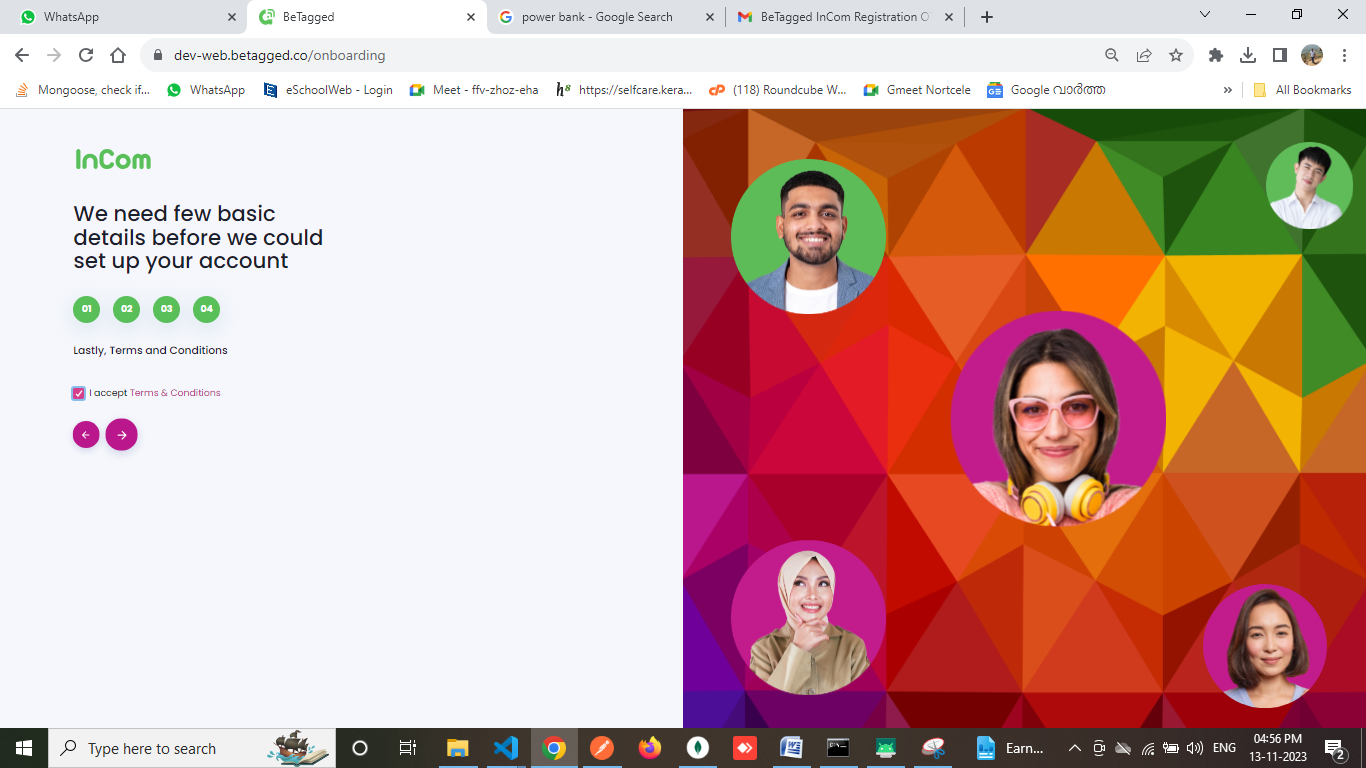 WhatsApp
BeTagged
power bank - Google Search
BeTagged InCom Registration O
dev-web.betagged.co/onboarding
Mongoose, check if...
WhatsApp
eSchoolWeb - Login
Meet - ffv-zhoz-eha
https://selfcare.kera...
(118) Roundcube W...
Gmeet Nortcele
Google വാർത്ത
»
All Bookmarks
InCom
We need few basic
details before we could
set up your account
01 02 03 04
Lastly, Terms and Conditions
I accept Terms & Conditions
Type here to search
Earn...
ENG
04:56 PM
13-11-2023
2